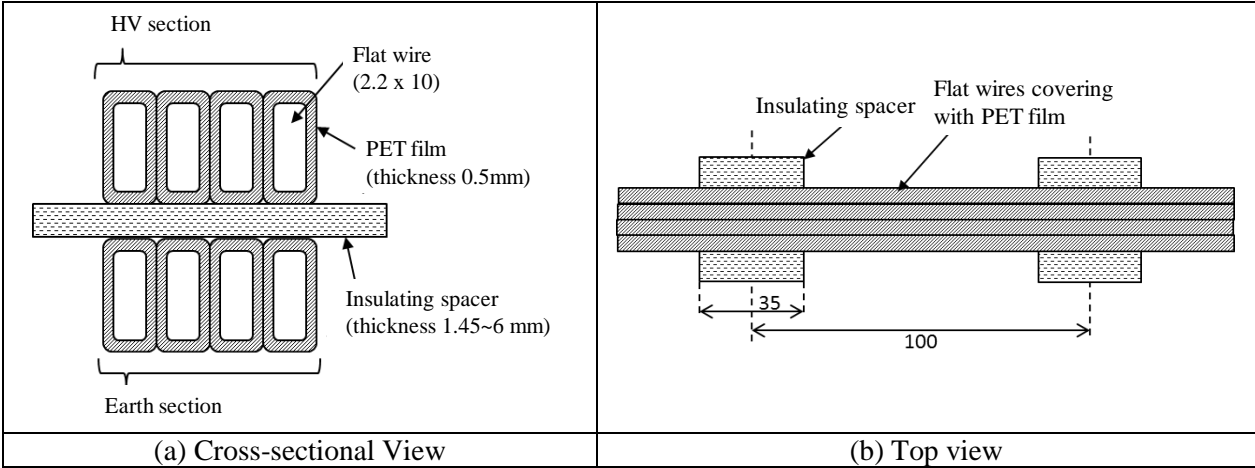 HV section
Flat wire
(2.2 x 10)
PET film
(thickness 0.5mm)
Insulating spacer
(thickness 1.45~6 mm)
Earth section
(a) Cross-sectional View
Insulating spacer
Flat wires covering
with PET film
35
100
(b) Top view